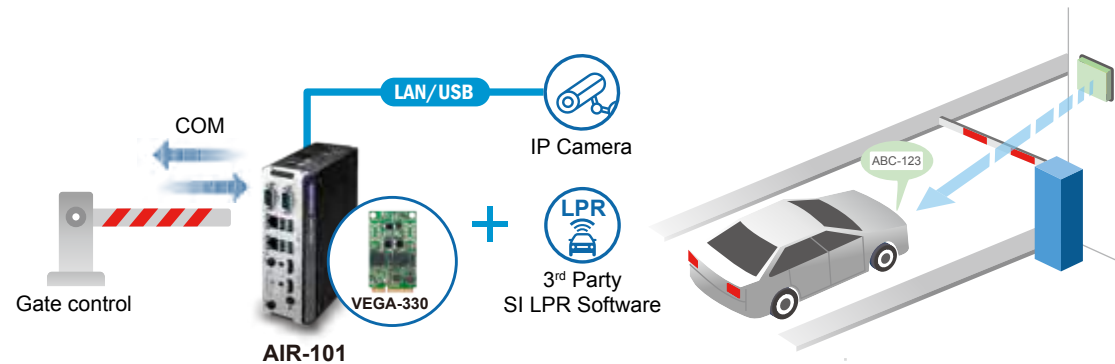 LAN/USB
COM
IP Camera
ABC-123
LPR
VEGA-330
3rd Party
SI LPR Software
Gate control
AIR-101